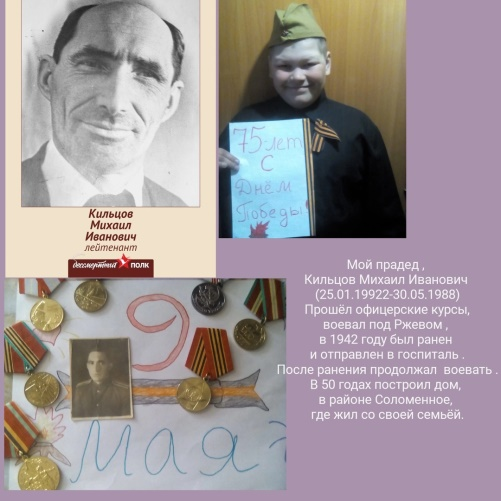 Кильцов
Михаил
Иванович
лейтенант
бессмертный полк
75 лет
С
Днём
Победы!
Мой прадед ,
Кильцов Михаил Иванович
(25.01.19922-30.05.1988)
Прошёл офицерские курсы,
воевал под Ржевом ,
в 1942 году был ранен
и отправлен в госпиталь .
После ранения продолжал воевать .
В 50 годах построил дом,
в районе Соломенное,
где жил со своей семьёй.
9
Мая